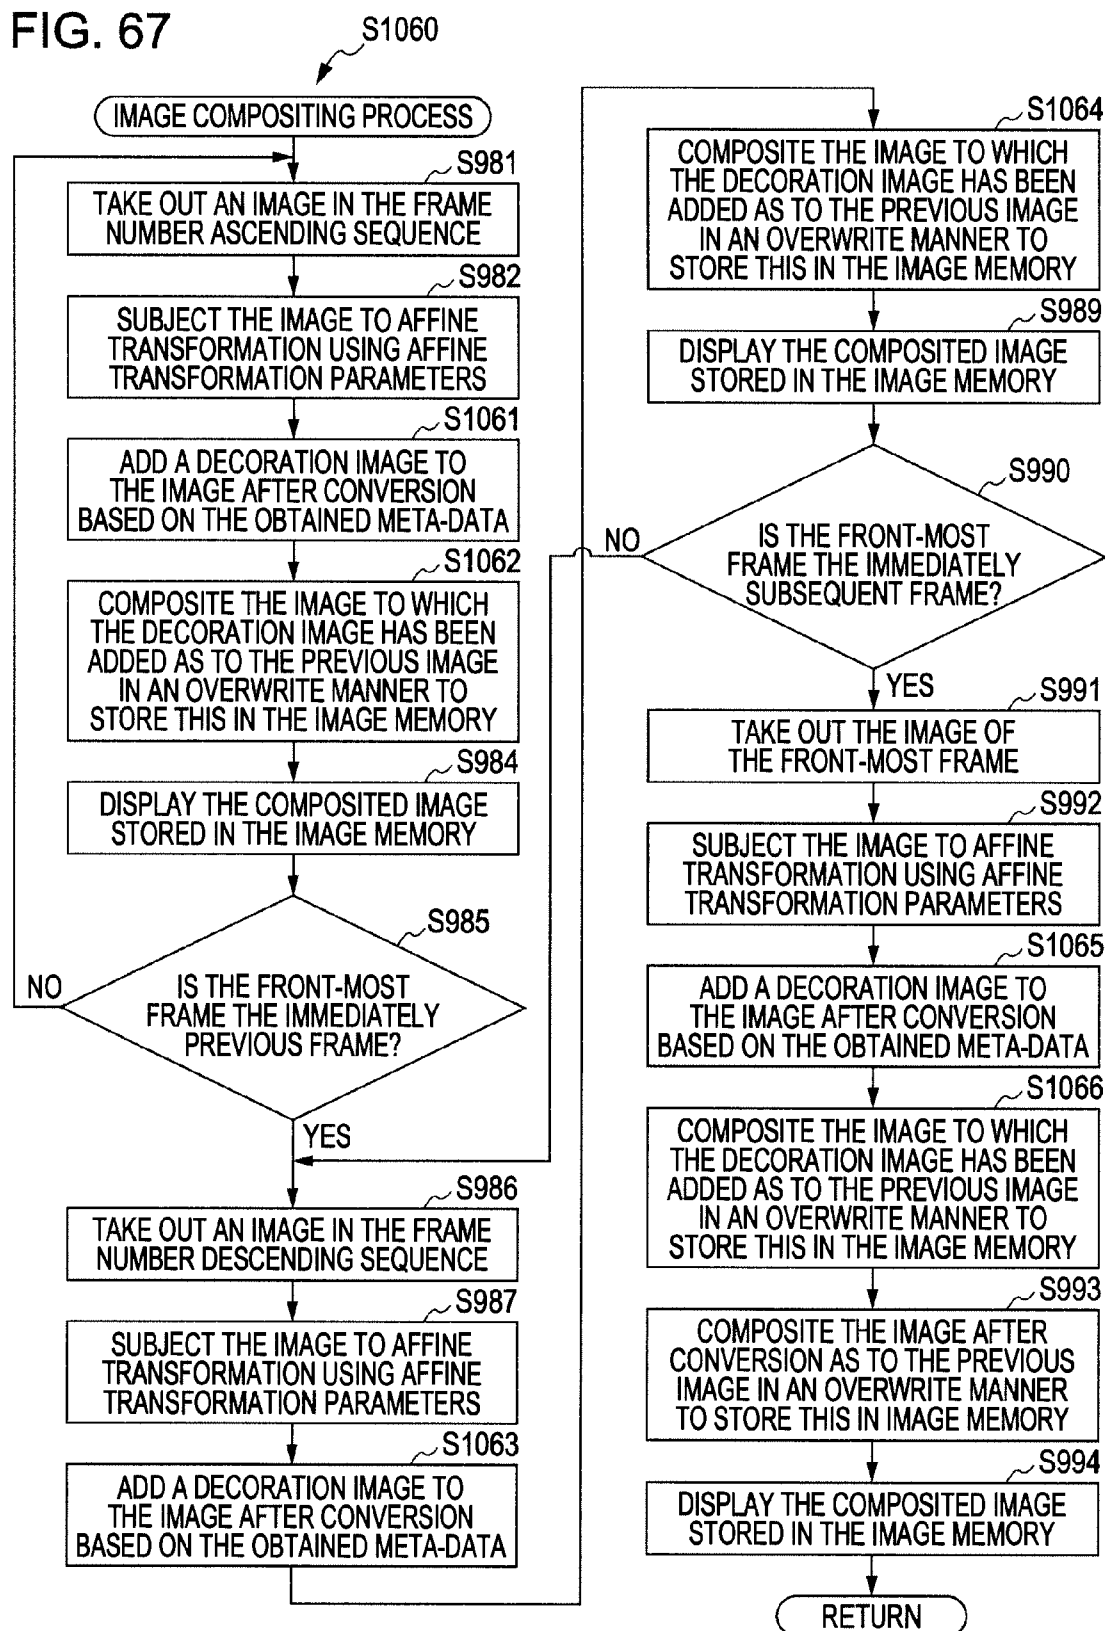 FIG. 67
S1060
IMAGE COMPOSITING PROCESS
S981
TAKE OUT AN IMAGE IN THE FRAME
NUMBER ASCENDING SEQUENCE
S982
SUBJECT THE IMAGE TO AFFINE
TRANSFORMATION USING AFFINE
TRANSFORMATION PARAMETERS
S1061
ADD A DECORATION IMAGE TO
THE IMAGE AFTER CONVERSION
BASED ON THE OBTAINED META-DATA
S1062
COMPOSITE THE IMAGE TO WHICH
THE DECORATION IMAGE HAS BEEN
ADDED AS TO THE PREVIOUS IMAGE
IN AN OVERWRITE MANNER TO
STORE THIS IN THE IMAGE MEMORY
S984
DISPLAY THE COMPOSITED IMAGE
STORED IN THE IMAGE MEMORY
S985
NO
IS THE FRONT-MOST
FRAME THE IMMEDIATELY
PREVIOUS FRAME?
YES
S986
TAKE OUT AN IMAGE IN THE FRAME
NUMBER DESCENDING SEQUENCE
S987
SUBJECT THE IMAGE TO AFFINE
TRANSFORMATION USING AFFINE
TRANSFORMATION PARAMETERS
S1063
ADD A DECORATION IMAGE TO
THE IMAGE AFTER CONVERSION
BASED ON THE OBTAINED META-DATA
S1064
COMPOSITE THE IMAGE TO WHICH
THE DECORATION IMAGE HAS BEEN
ADDED AS TO THE PREVIOUS IMAGE
IN AN OVERWRITE MANNER TO
STORE THIS IN THE IMAGE MEMORY
S989
DISPLAY THE COMPOSITED IMAGE
STORED IN THE IMAGE MEMORY
S990
NO
IS THE FRONT-MOST
FRAME THE IMMEDIATELY
SUBSEQUENT FRAME?
YES
S991
TAKE OUT THE IMAGE OF
THE FRONT-MOST FRAME
S992
SUBJECT THE IMAGE TO AFFINE
TRANSFORMATION USING AFFINE
TRANSFORMATION PARAMETERS
S1065
ADD A DECORATION IMAGE TO
THE IMAGE AFTER CONVERSION
BASED ON THE OBTAINED META-DATA
S1066
COMPOSITE THE IMAGE TO WHICH
THE DECORATION IMAGE HAS BEEN
ADDED AS TO THE PREVIOUS IMAGE
IN AN OVERWRITE MANNER TO
STORE THIS IN THE IMAGE MEMORY
S993
COMPOSITE THE IMAGE AFTER
CONVERSION AS TO THE PREVIOUS
IMAGE IN AN OVERWRITE MANNER
TO STORE THIS IN IMAGE MEMORY
S994
DISPLAY THE COMPOSITED IMAGE
STORED IN THE IMAGE MEMORY
RETURN